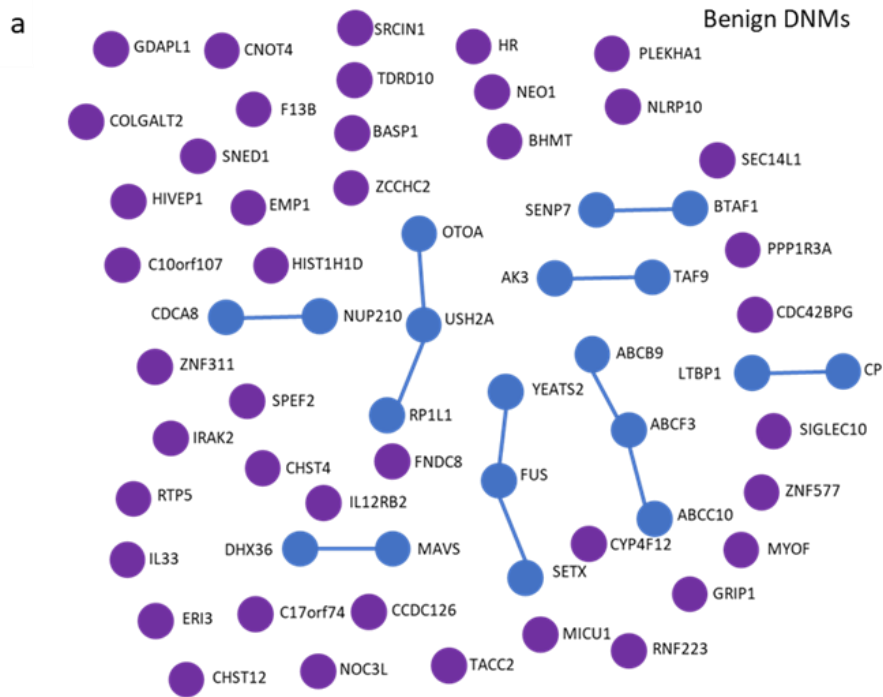 a
Benign DNMs
SRCIN1
HR
GDAPL1
CNOT4
PLEKHA1
TDRD10
NEO1
NLRP10
F13B
COLGALT2
BASP1
BHMT
SNED1
SEC14L1
ZCCHC2
HIVEP1
EMP1
SENP7
BTAF1
OTOA
PPP1R3A
C10orf107
HIST1H1D
AK3
TAF9
CDCA8
NUP210
USH2A
CDC42BPG
ABCB9
ZNF311
LTBP1
CP
YEATS2
SPEF2
RP1L1
ABCF3
SIGLEC10
IRAK2
FNDC8
CHST4
FUS
ZNF577
RTP5
IL12RB2
ABCC10
CYP4F12
DHX36
MAVS
MYOF
IL33
SETX
GRIP1
ERI3
C17orf74
CCDC126
MICU1
RNF223
TACC2
NOC3L
CHST12